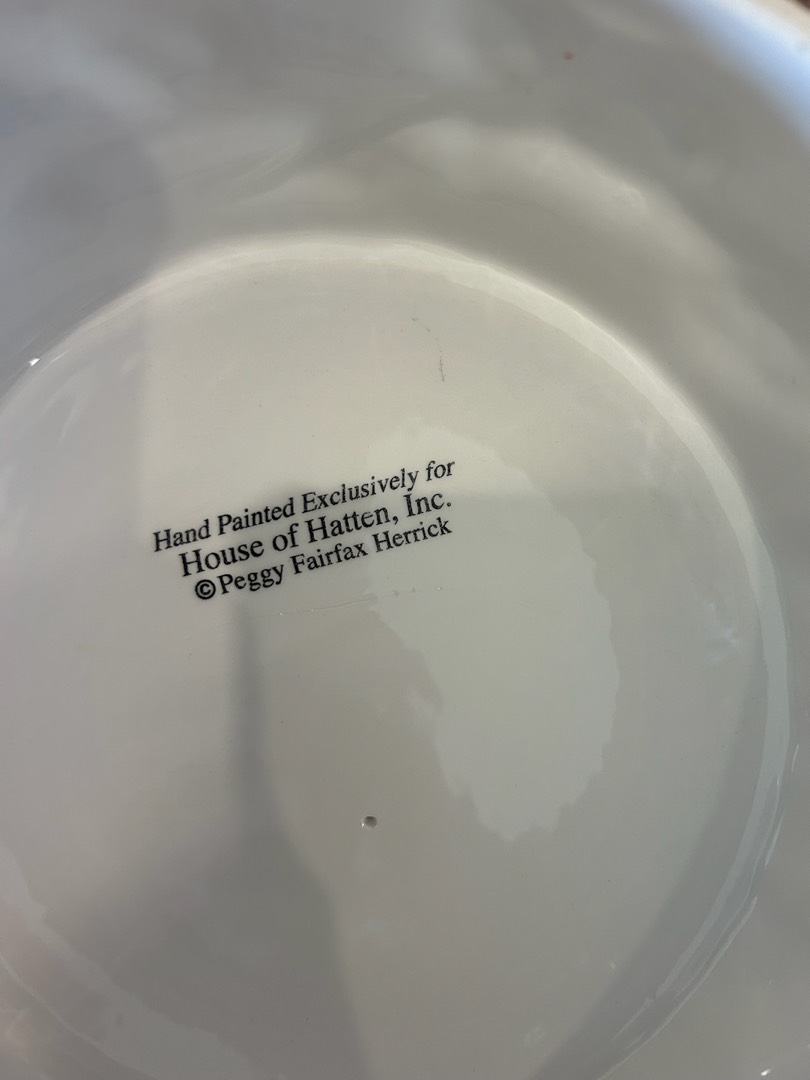 Hand Painted Exclusively for
House of Hatten, Inc.
©Peggy Fairfax Herrick